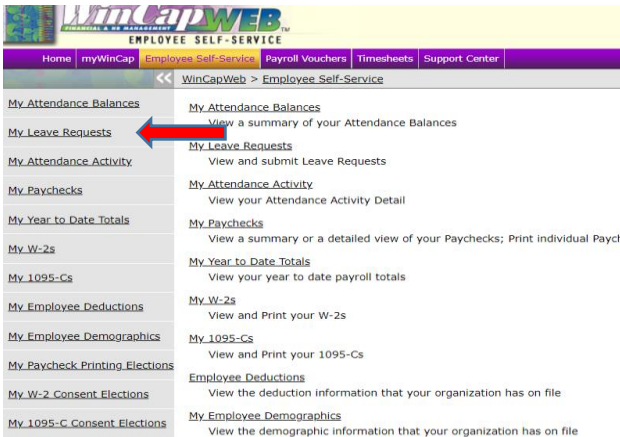 WinCapWEB TM
FINANCIAL & HR MANAGEMENT
EMPLOYEE SELF-SERVICE
Home myWinCap Employee Self-Service Payroll Vouchers Timesheets Support Center
<< WinCapWeb > Employee Self-Service
My Attendance Balances
My Leave Requests
My Attendance Activity
My Paychecks
My Year to Date Totals
My W-2s
My 1095-Cs
My Employee Deductions
My Employee Demographics
My Paycheck Printing Elections
My W-2 Consent Elections
My 1095-C Consent Elections
My Attendance Balances
View a summary of your Attendance Balances
My Leave Requests
View and submit Leave Requests
My Attendance Activity
View your Attendance Activity Detail
My Paychecks
View a summary or a detailed view of your Paychecks; Print individual Payc
My Year to Date Totals
View your year to date payroll totals
My W-2s
View and Print your W-2s
My 1095-Cs
View and Print your 1095-Cs
Employee Deductions
View the deduction information that your organization has on file
My Employee Demographics
View the demographic information that your organization has on file